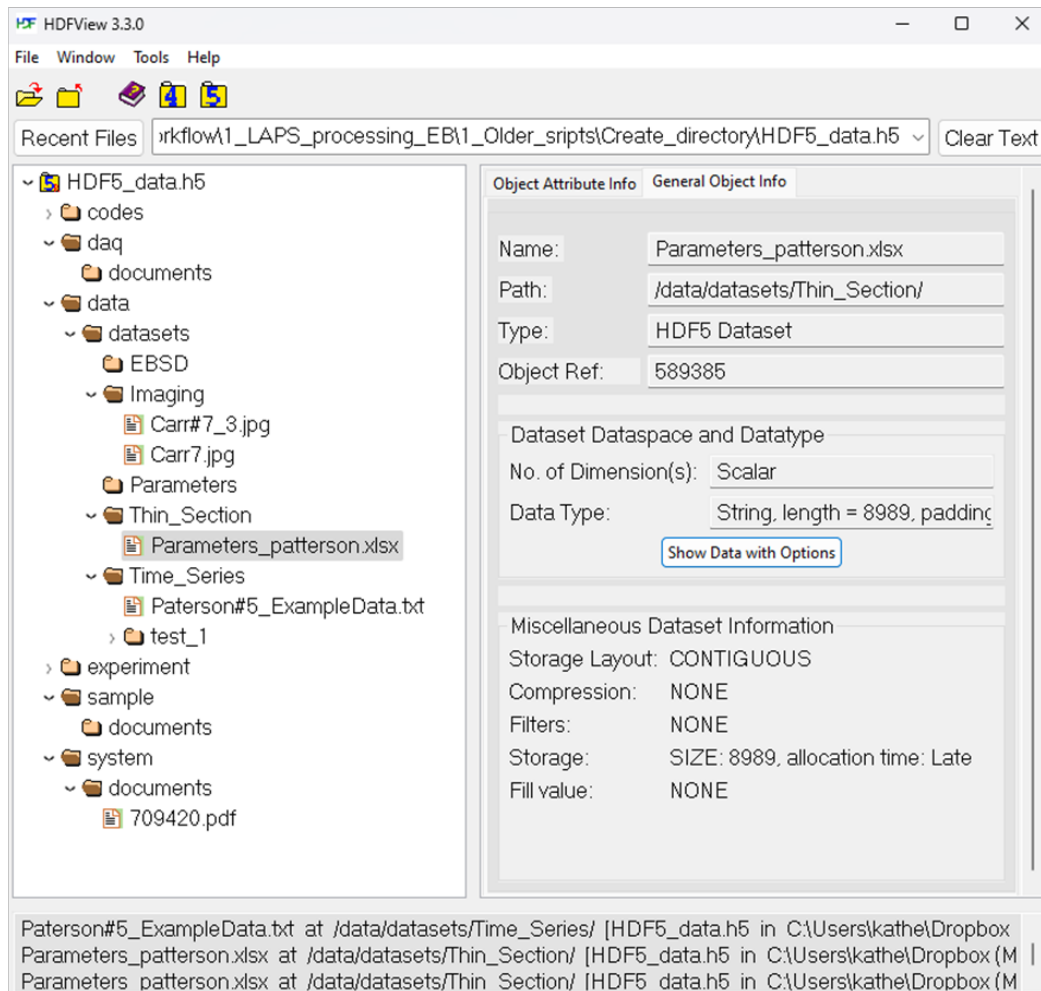 HDF HDFView 3.3.0
File Window Tools Help
4 5
Recent Files orkflow\1_LAPS_processing_EB\1_Older_sripts\Create_directory\HDF5_data.h5 Clear Text
HDF5_data.h5
codes
daq
documents
data
datasets
EBSD
Imaging
Carr#7_3.jpg
Carr7.jpg
Parameters
Thin_Section
Parameters_patterson.xlsx
Time_Series
Paterson#5_ExampleData.txt
test_1
experiment
sample
documents
system
documents
709420.pdf
Object Attribute Info General Object Info
Name: Parameters_patterson.xlsx
Path: /data/datasets/Thin_Section/
Type: HDF5 Dataset
Object Ref: 589385
Dataset Dataspace and Datatype
No. of Dimension(s): Scalar
Data Type: String, length = 8989, padding
Show Data with Options
Miscellaneous Dataset Information
Storage Layout: CONTIGUOUS
Compression: NONE
Filters: NONE
Storage: SIZE: 8989, allocation time: Late
Fill value: NONE
Paterson#5_ExampleData.txt at /data/datasets/Time_Series/ [HDF5_data.h5 in C:\Users\kathe\Dropbox
Parameters_patterson.xlsx at /data/datasets/Thin_Section/ [HDF5_data.h5 in C:\Users\kathe\Dropbox (M
Parameters_patterson.xlsx at /data/datasets/Thin_Section/ [HDF5_data.h5 in C:\Users\kathe\Dropbox (M